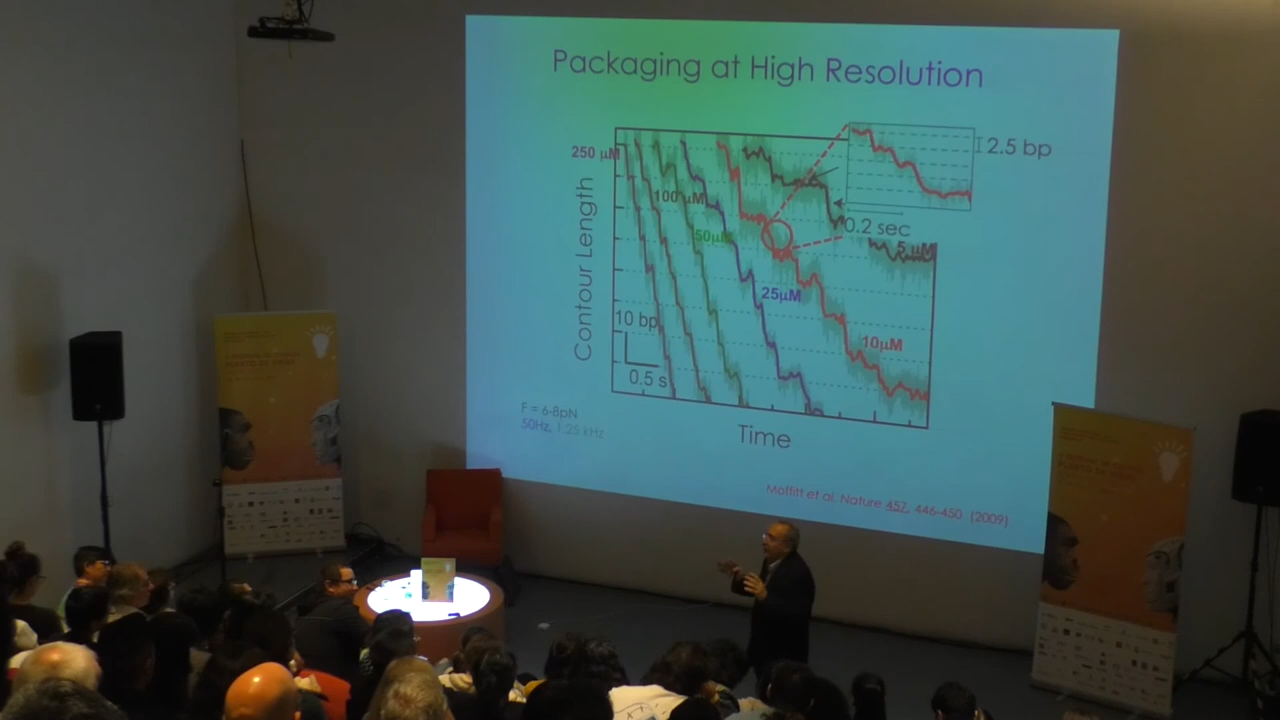 Packaging at High Resolution
2.5 bp
250 µM
100 µM
50µM
0.2 sec
5 µM
25µM
10µM
Contour Length
10 bp
0.5 s
F = 6-8pN
50Hz, 1.25 kHz
Time
Moffitt et al. Nature 457, 446-450 (2009)